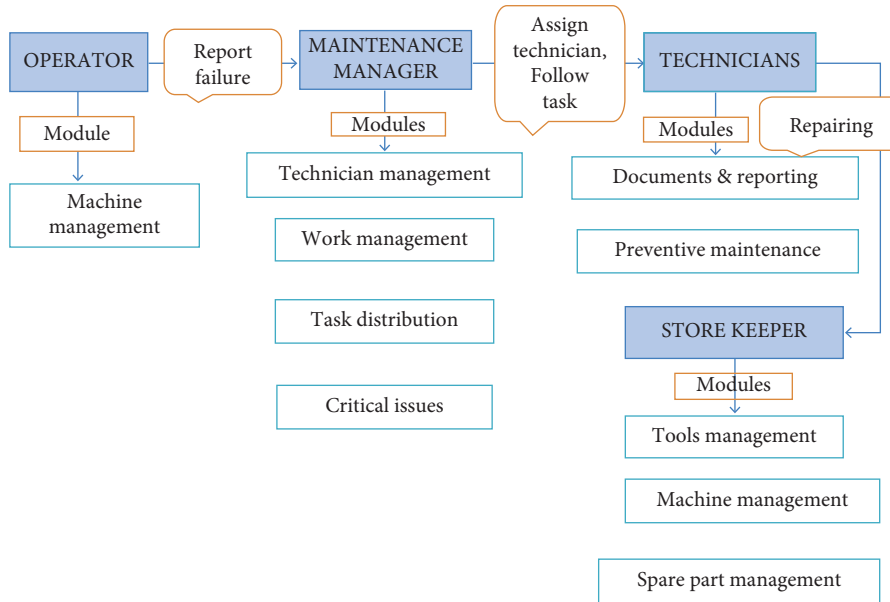 OPERATOR
Report
failure
MAINTENANCE
MANAGER
Assign
technician,
Follow
task
TECHNICIANS
Module
Modules
Modules
Repairing
Machine
management
Technician management
Documents & reporting
Work management
Preventive maintenance
Task distribution
STORE KEEPER
Critical issues
Modules
Tools management
Machine management
Spare part management